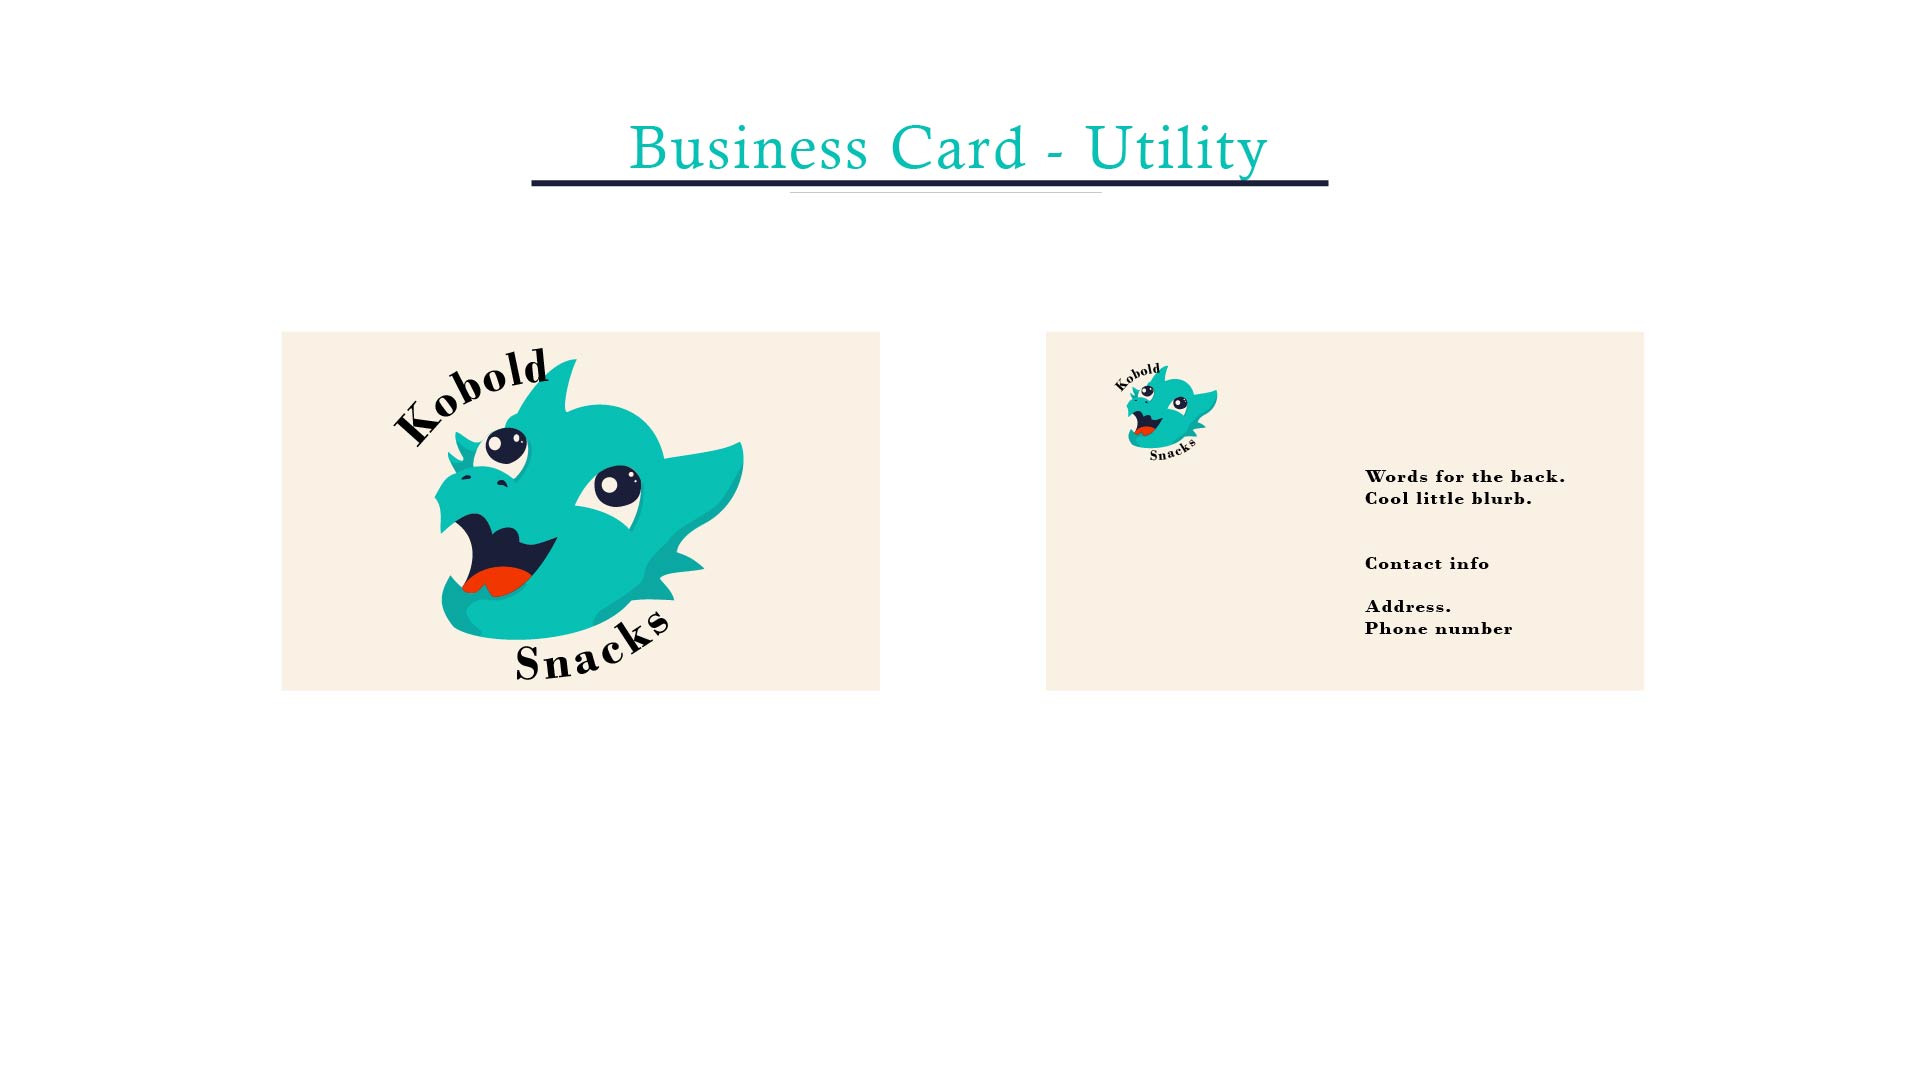 Business Card - Utility
Kobold
Snacks
Kobold
Snacks
Words for the back.
Cool little blurb.
Contact info
Address.
Phone number